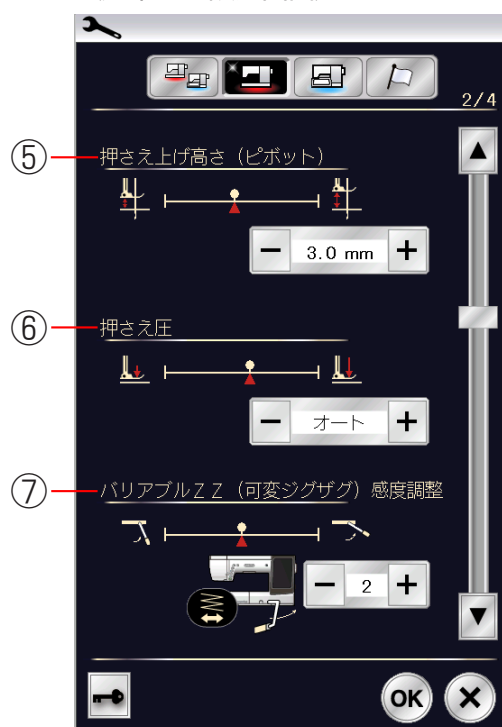 2/4
⑤ 押さえ上げ高さ（ピボット）
− 3.0 mm +
⑥ 押さえ圧
− オート +
⑦ バリアブルZZ（可変ジグザグ）感度調整
− 2 +
OK ×